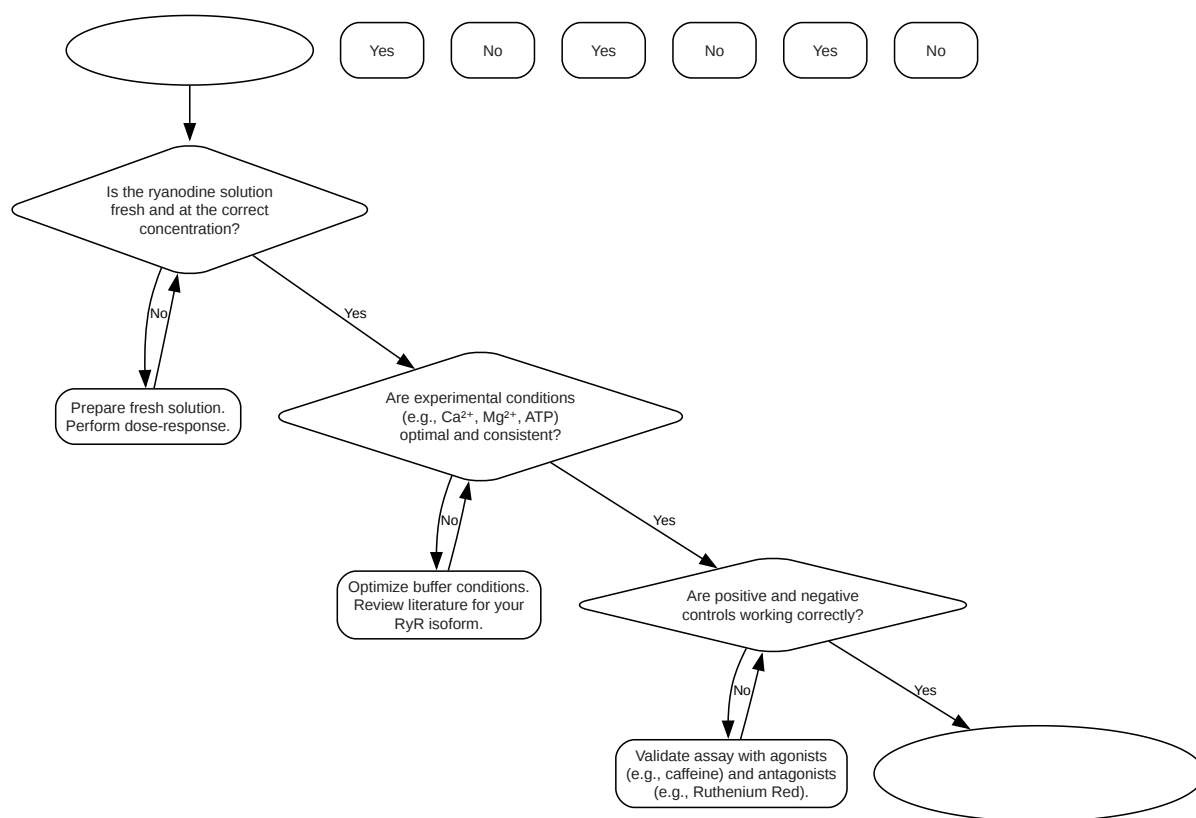 Yes
No
Yes
No
Yes
No
Is the ryanodine solution
fresh and at the correct
concentration?
No
Yes
Prepare fresh solution.
Perform dose-response.
Are experimental conditions
(e.g., Ca²⁺, Mg²⁺, ATP)
optimal and consistent?
No
Yes
Optimize buffer conditions.
Review literature for your
RyR isoform.
Are positive and negative
controls working correctly?
No
Yes
Validate assay with agonists
(e.g., caffeine) and antagonists
(e.g., Ruthenium Red).